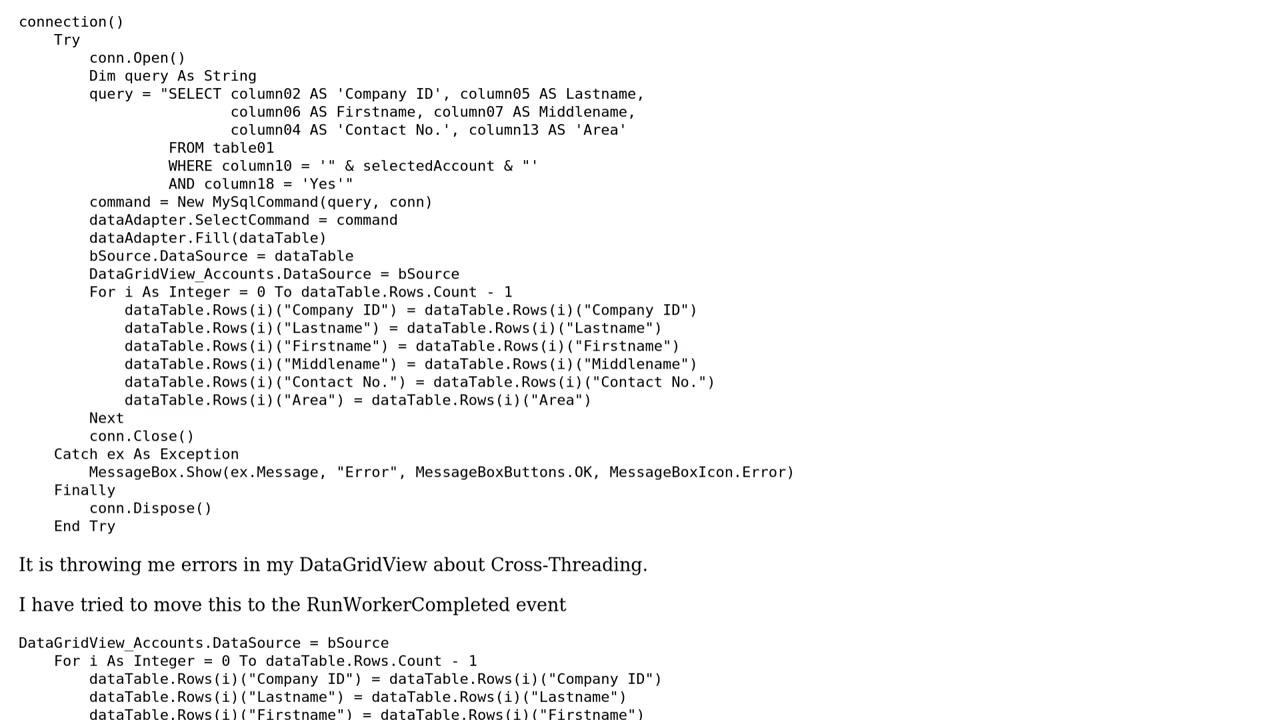 connection()
    Try
        conn.Open()
        Dim query As String
        query = "SELECT column02 AS 'Company ID', column05 AS Lastname,
                        column06 AS Firstname, column07 AS Middlename,
                        column04 AS 'Contact No.', column13 AS 'Area'
                 FROM table01
                 WHERE column10 = '" & selectedAccount & "'
                 AND column18 = 'Yes'"
        command = New MySqlCommand(query, conn)
        dataAdapter.SelectCommand = command
        dataAdapter.Fill(dataTable)
        bSource.DataSource = dataTable
        DataGridView_Accounts.DataSource = bSource
        For i As Integer = 0 To dataTable.Rows.Count - 1
            dataTable.Rows(i)("Company ID") = dataTable.Rows(i)("Company ID")
            dataTable.Rows(i)("Lastname") = dataTable.Rows(i)("Lastname")
            dataTable.Rows(i)("Firstname") = dataTable.Rows(i)("Firstname")
            dataTable.Rows(i)("Middlename") = dataTable.Rows(i)("Middlename")
            dataTable.Rows(i)("Contact No.") = dataTable.Rows(i)("Contact No.")
            dataTable.Rows(i)("Area") = dataTable.Rows(i)("Area")
        Next
        conn.Close()
    Catch ex As Exception
        MessageBox.Show(ex.Message, "Error", MessageBoxButtons.OK, MessageBoxIcon.Error)
    Finally
        conn.Dispose()
    End Try
It is throwing me errors in my DataGridView about Cross-Threading.
I have tried to move this to the RunWorkerCompleted event
DataGridView_Accounts.DataSource = bSource
    For i As Integer = 0 To dataTable.Rows.Count - 1
        dataTable.Rows(i)("Company ID") = dataTable.Rows(i)("Company ID")
        dataTable.Rows(i)("Lastname") = dataTable.Rows(i)("Lastname")
        dataTable.Rows(i)("Firstname") = dataTable.Rows(i)("Firstname")